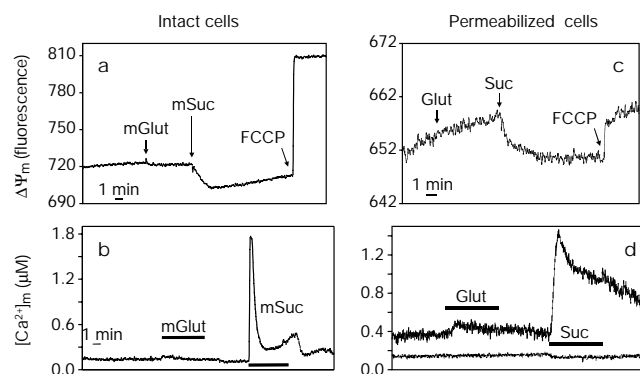 Intact cells
Permeabilized cells
ΔΨm (fluorescence)
810
780
750
720
690
a
mGlut
mSuc
FCCP
1 min
672
662
652
642
c
Glut
Suc
FCCP
1 min
[Ca2+]m (μM)
1.8
1.2
0.6
0.0
b
1 min
mGlut
mSuc
1.2
0.8
0.4
0.0
d
Glut
Suc